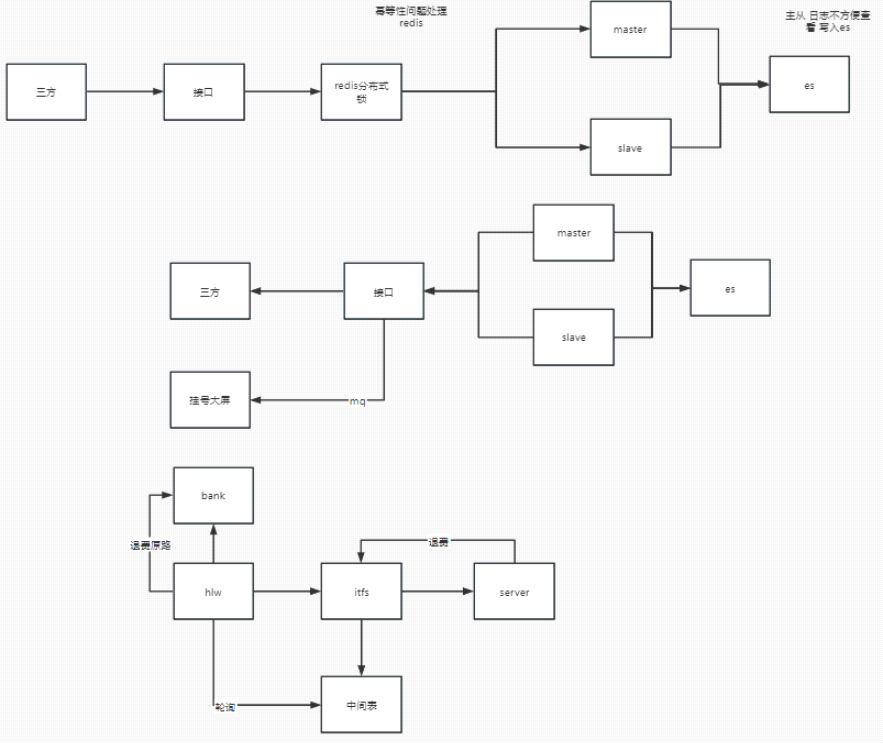 幂等性问题处理
redis
主从 日志不方便查
看 写入es
三方
接口
redis分布式
锁
master
slave
es
master
slave
es
接口
三方
挂号大屏
mq
bank
退费原路
hlw
itfs
退费
server
轮询
中间表